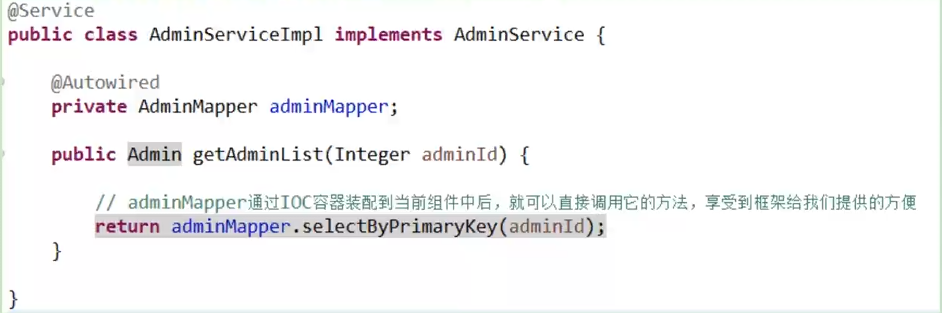 @Service
public class AdminServiceImpl implements AdminService {
@Autowired
private AdminMapper adminMapper;
public Admin getAdminList(Integer adminId) {
// adminMapper通过IOC容器装配到当前组件中后，就可以直接调用它的方法，享受到框架给我们提供的方便
return adminMapper.selectByPrimaryKey(adminId);
}
}